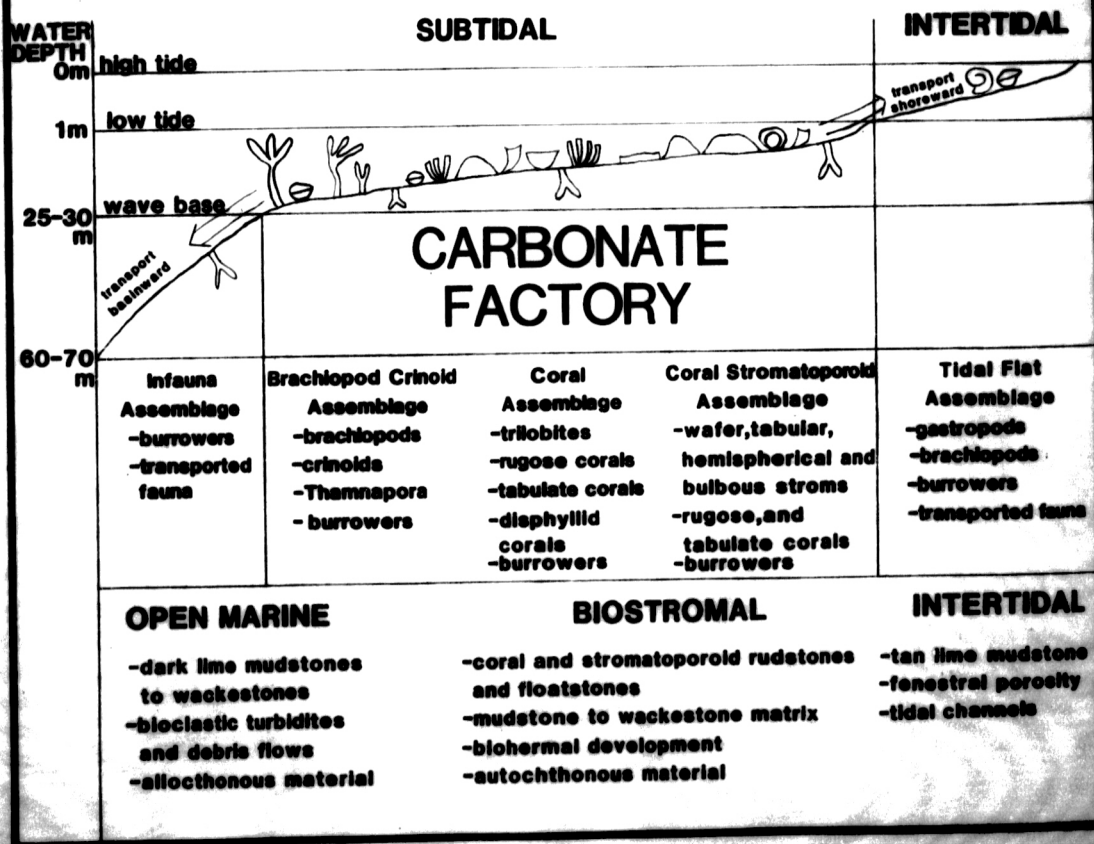 WATER
DEPTH
SUBTIDAL
INTERTIDAL
0m
high tide
1m
low tide
transport
shoreward
wave base
25-30
m
transport
basinward
CARBONATE
FACTORY
60-70
m
Infauna
Assemblage
-burrowers
-transported
fauna
Brachiopod Crinoid
Assemblage
-brachiopods
-crinoids
-Thamnapora
- burrowers
Coral
Assemblage
-trilobites
-rugose corals
-tabulate corals
-disphyllid
corals
-burrowers
Coral Stromatoporoid
Assemblage
-wafer,tabular,
hemispherical and
bulbous stroms
-rugose,and
tabulate corals
-burrowers
Tidal Flat
Assemblage
-gastropods
-brachiopods
-burrowers
-transported fauna
OPEN MARINE
-dark lime mudstones
to wackestones
-bioclastic turbidites
and debris flows
-allocthonous material
BIOSTROMAL
-coral and stromatoporoid rudstones
and floatstones
-mudstone to wackestone matrix
-biohermal development
-autochthonous material
INTERTIDAL
-tan lime mudstone
-fenestral porosity
-tidal channels